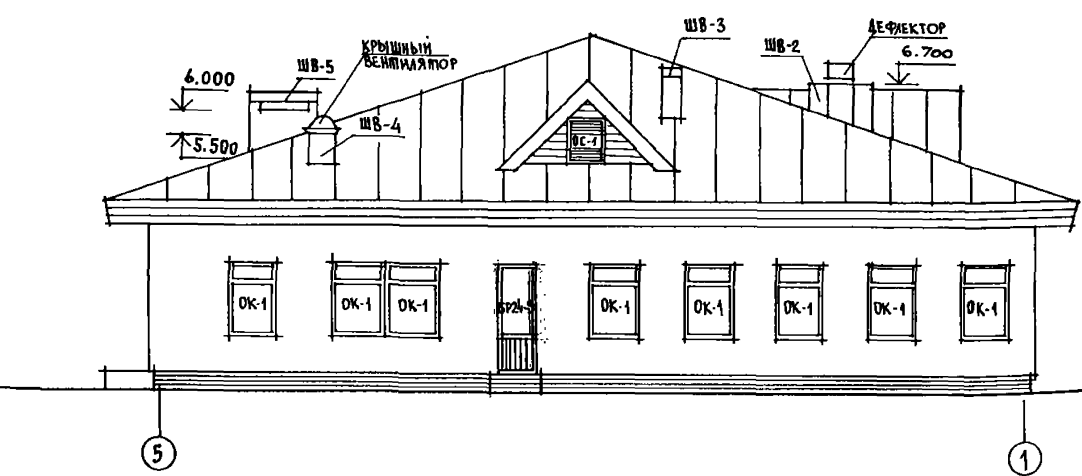 ШВ-3
ДЕФЛЕКТОР
КРЫШНЫЙ
ВЕНТИЛЯТОР
ШВ-2
6.700
ШВ-5
6.000
ШВ-4
5.500
ОС-1
ОК-1
ОК-1
ОК-1
ОК-1
ОК-1
ОК-1
ОК-1
ОК-1
5
1